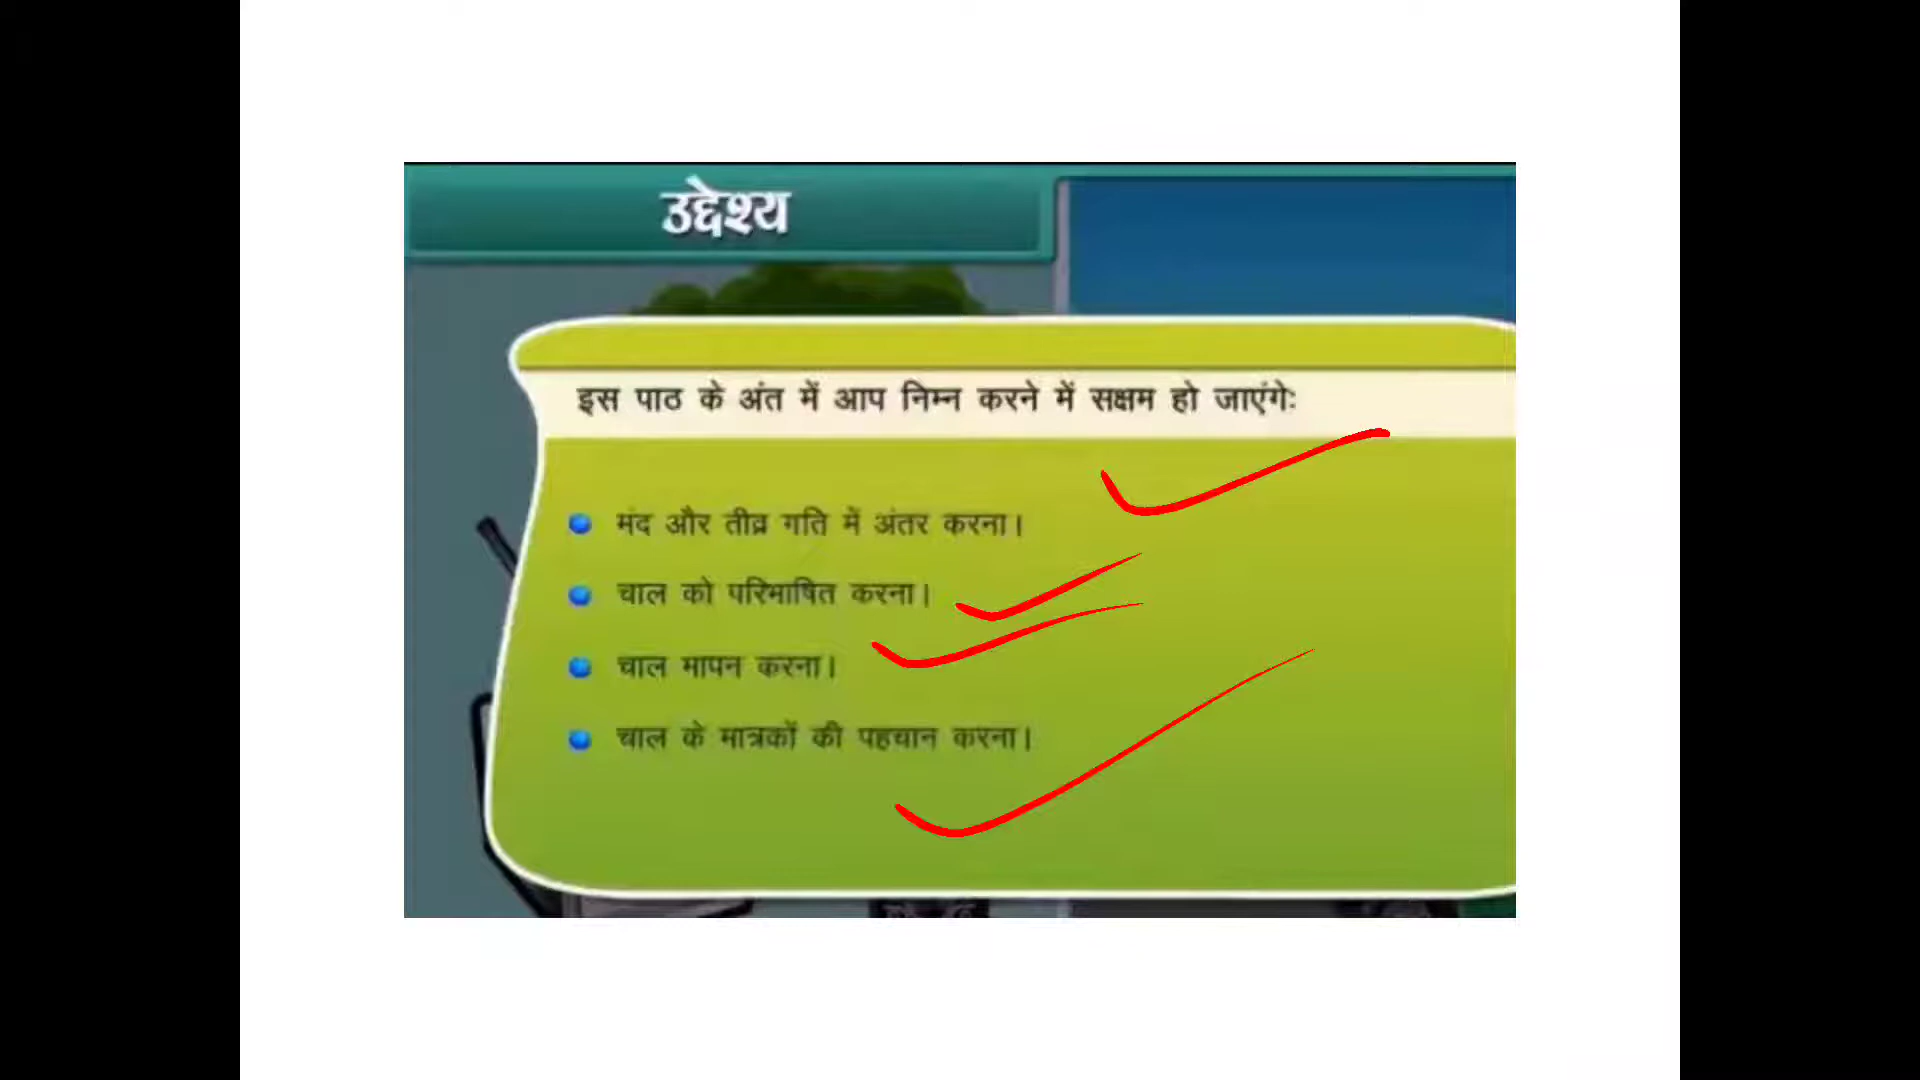 उद्देश्य
इस पाठ के अंत में आप निम्न करने में सक्षम हो जाएंगेः
मंद और तीव्र गति में अंतर करना।
चाल को परिभाषित करना।
चाल मापन करना।
चाल के मात्रकों की पहचान करना।